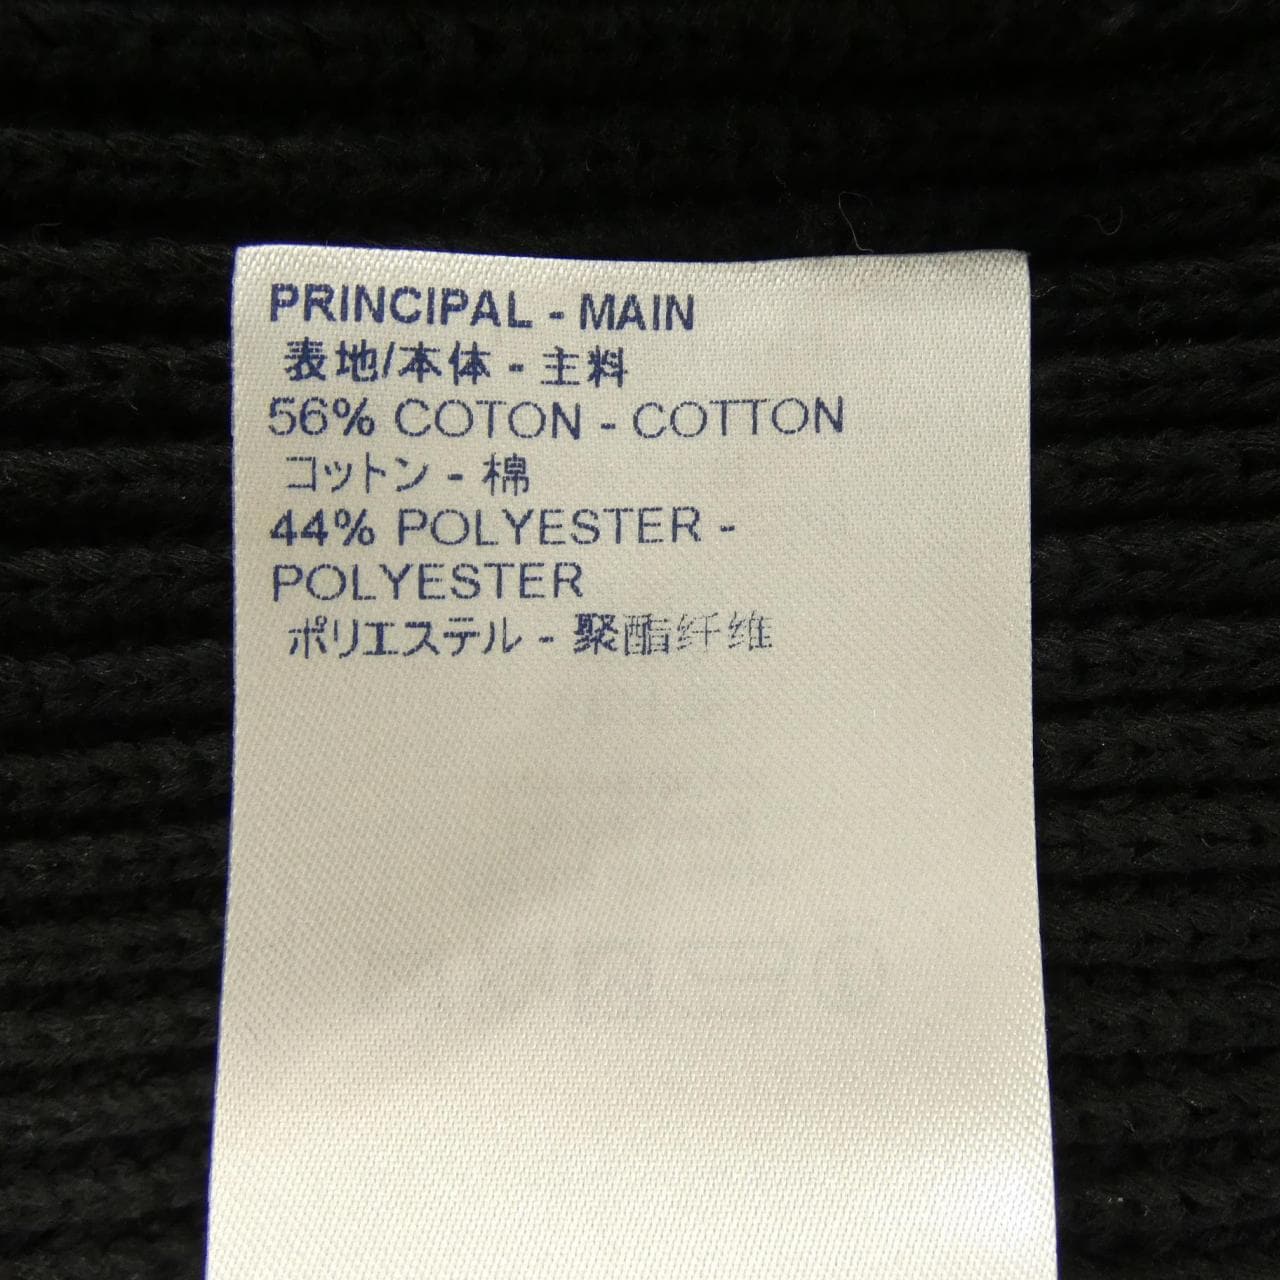 PRINCIPAL - MAIN
表地/本体 - 主料
56% COTON - COTTON
コットン - 棉
44% POLYESTER -
POLYESTER
ポリエステル - 聚酯纤维